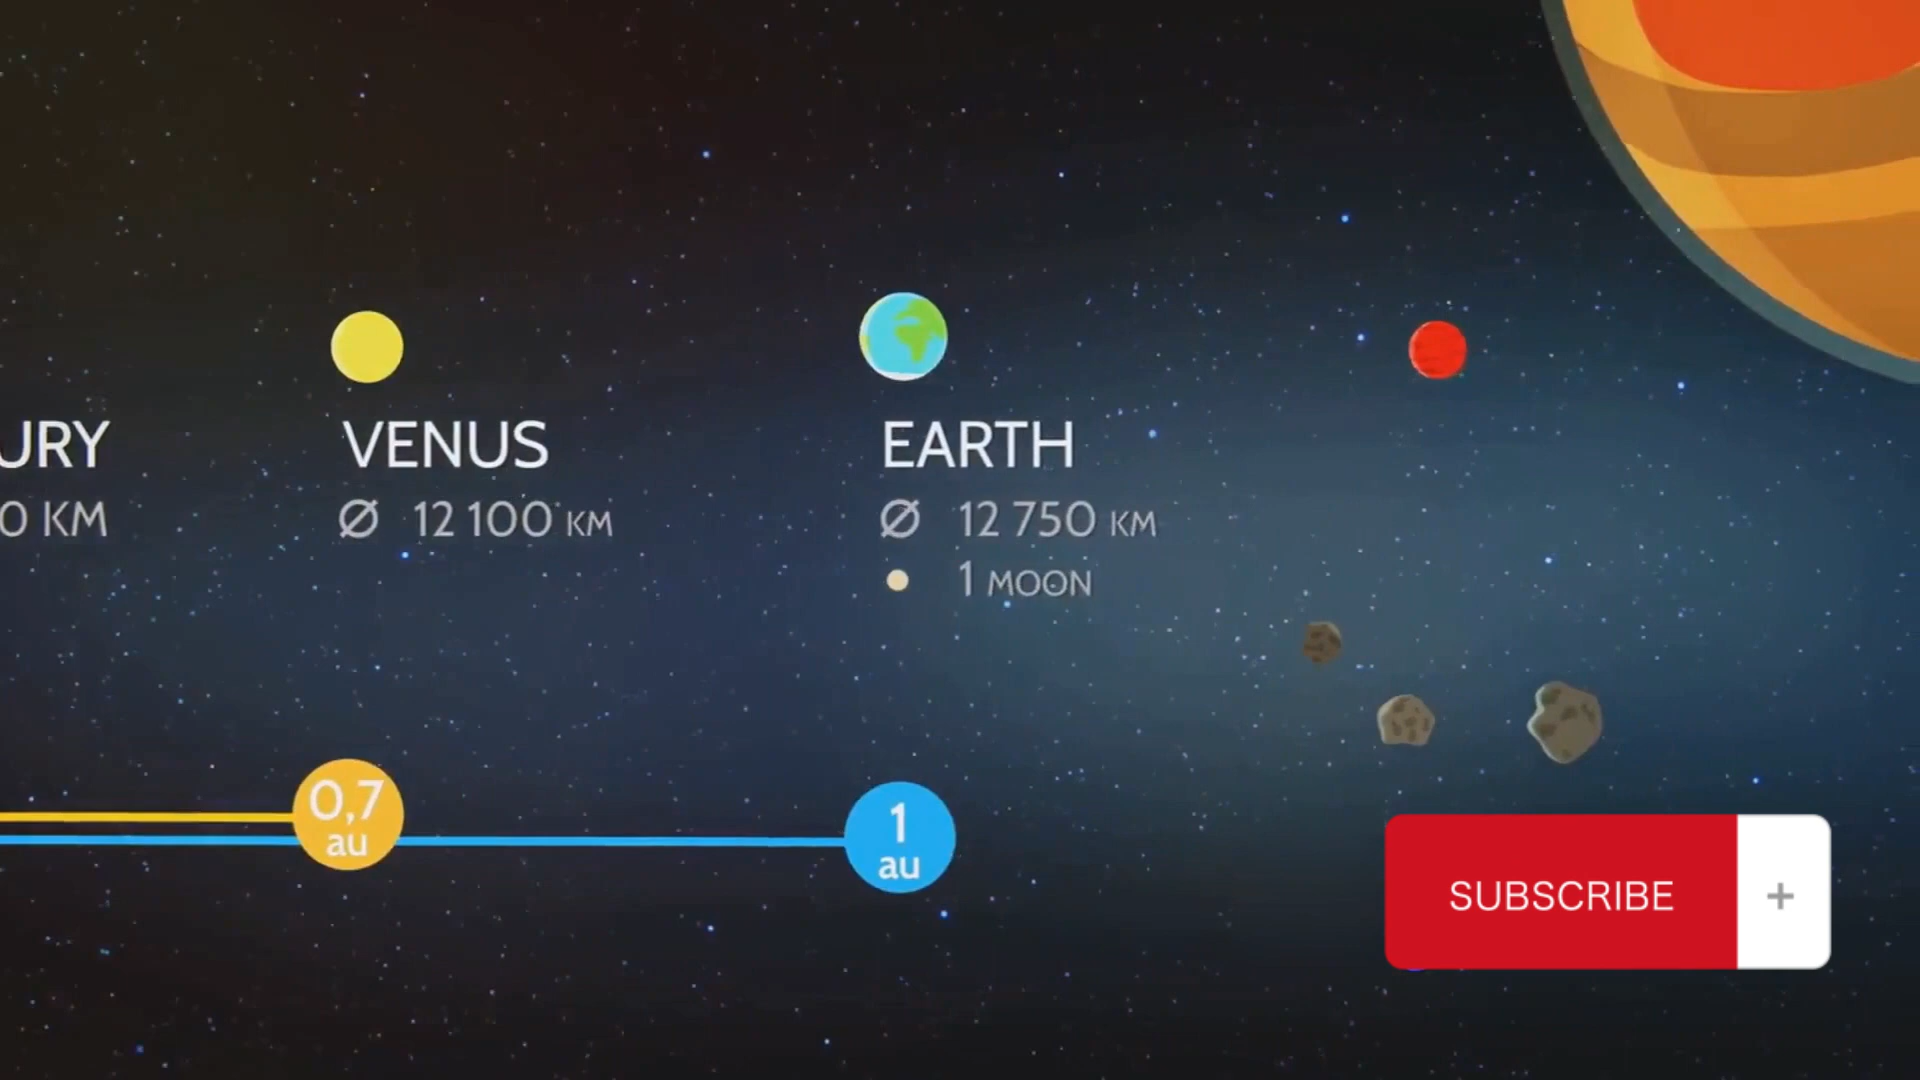 URY
0 KM
VENUS
Ø 12 100 KM
EARTH
Ø 12 750 KM
1 MOON
0,7
au
1
au
SUBSCRIBE +